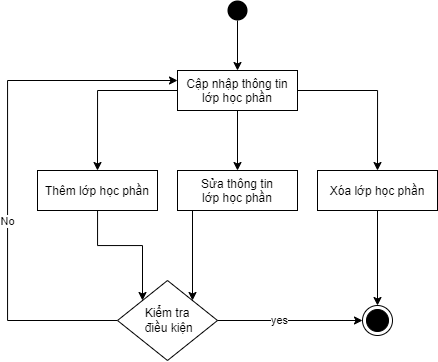 Cập nhập thông tin
lớp học phần
Thêm lớp học phần
Sửa thông tin
lớp học phần
Xóa lớp học phần
No
Kiểm tra
điều kiện
yes